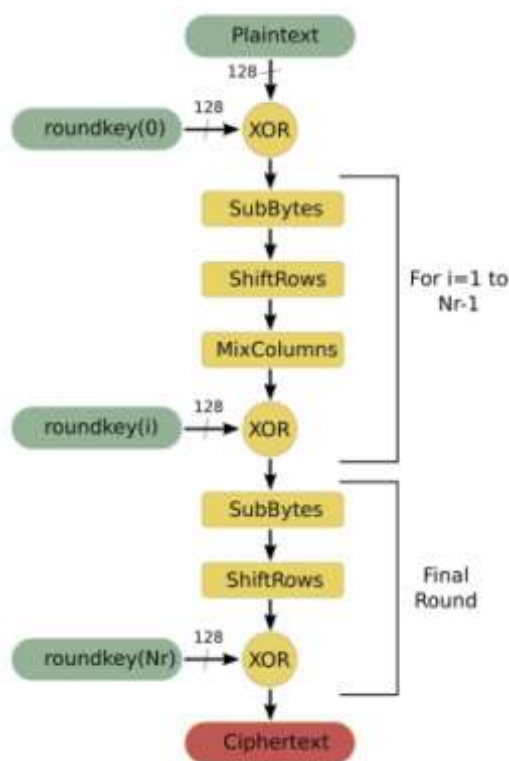 Plaintext
128
128
roundkey(0)
XOR
SubBytes
ShiftRows
For i=1 to
Nr-1
MixColumns
128
roundkey(i)
XOR
SubBytes
ShiftRows
Final
Round
128
roundkey(Nr)
XOR
Ciphertext